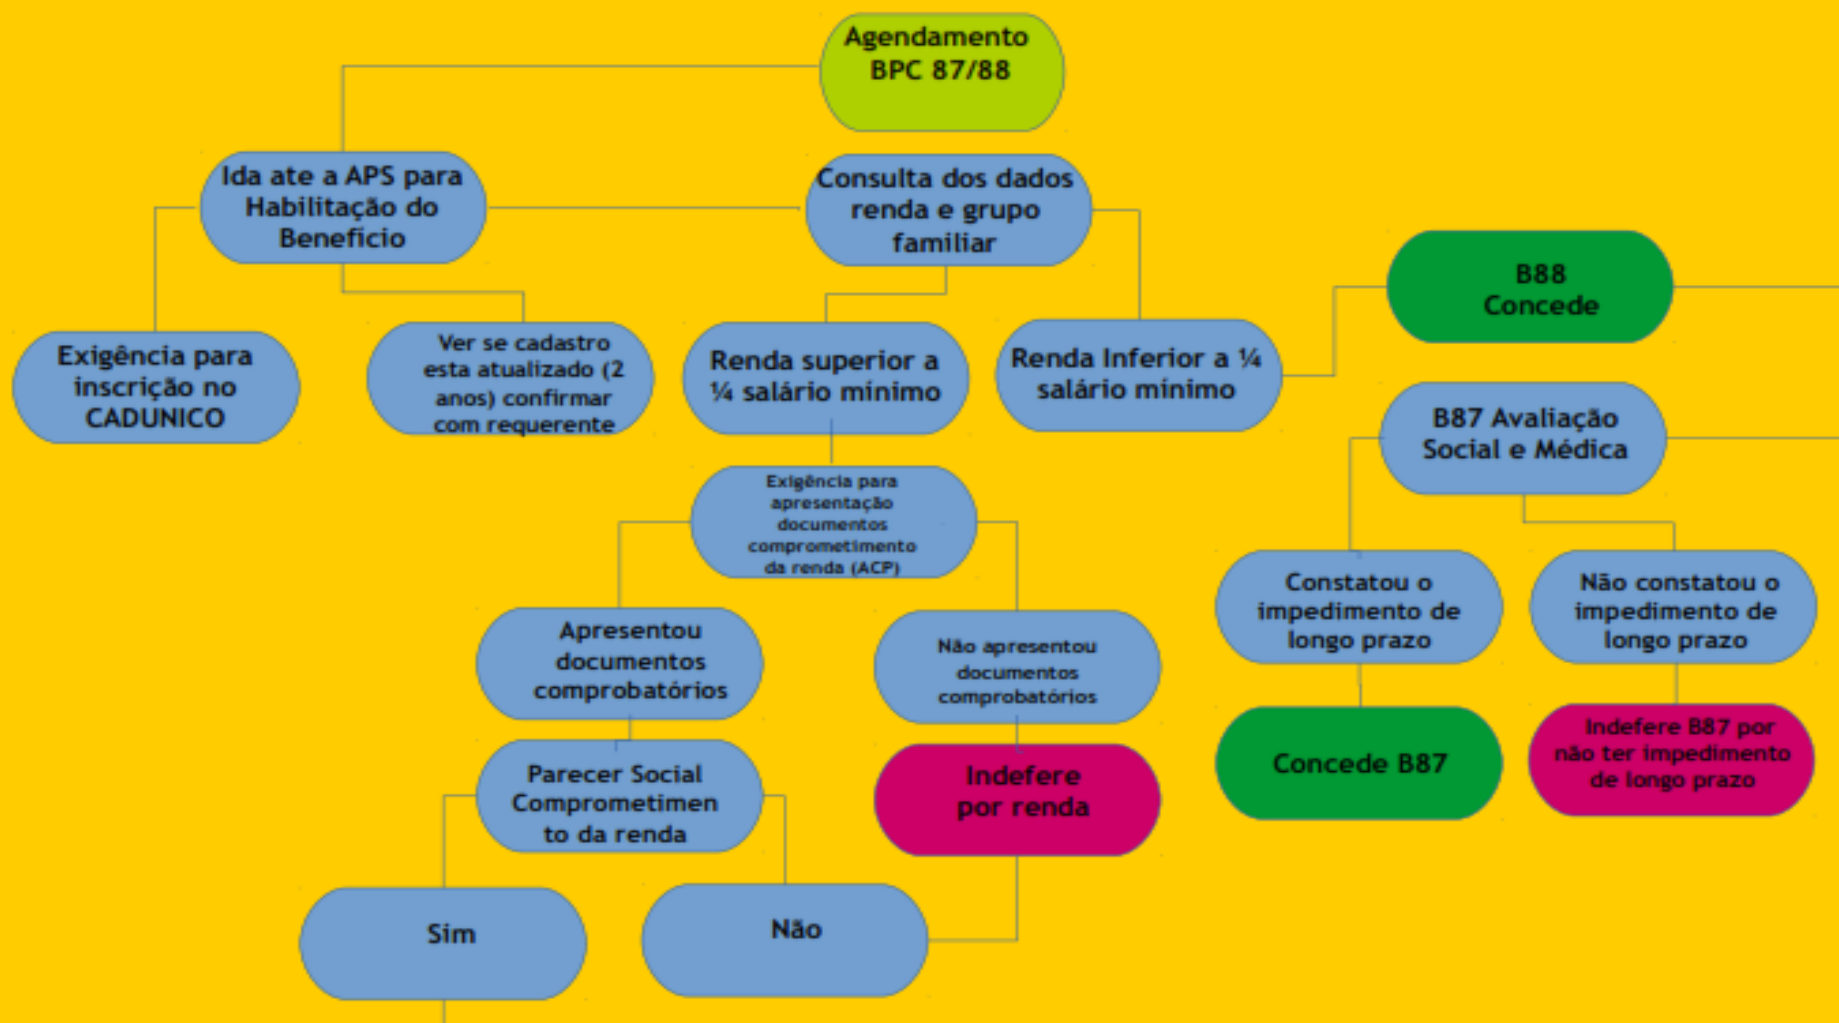 Agendamento
BPC 87/88
Ida ate a APS para
Habilitação do
Benefício
Consulta dos dados
renda e grupo
familiar
B88
Concede
Exigência para
inscrição no
CADUNICO
Ver se cadastro
esta atualizado (2
anos) confirmar
com requerente
Renda superior a
¼ salário mínimo
Renda Inferior a ¼
salário mínimo
B87 Avaliação
Social e Médica
Exigência para
apresentação
documentos
comprometimento
da renda (ACP)
Constatou o
impedimento de
longo prazo
Não constatou o
impedimento de
longo prazo
Apresentou
documentos
comprobatórios
Não apresentou
documentos
comprobatórios
Concede B87
Indefere B87 por
não ter impedimento
de longo prazo
Parecer Social
Comprometimen
to da renda
Indefere
por renda
Sim
Não